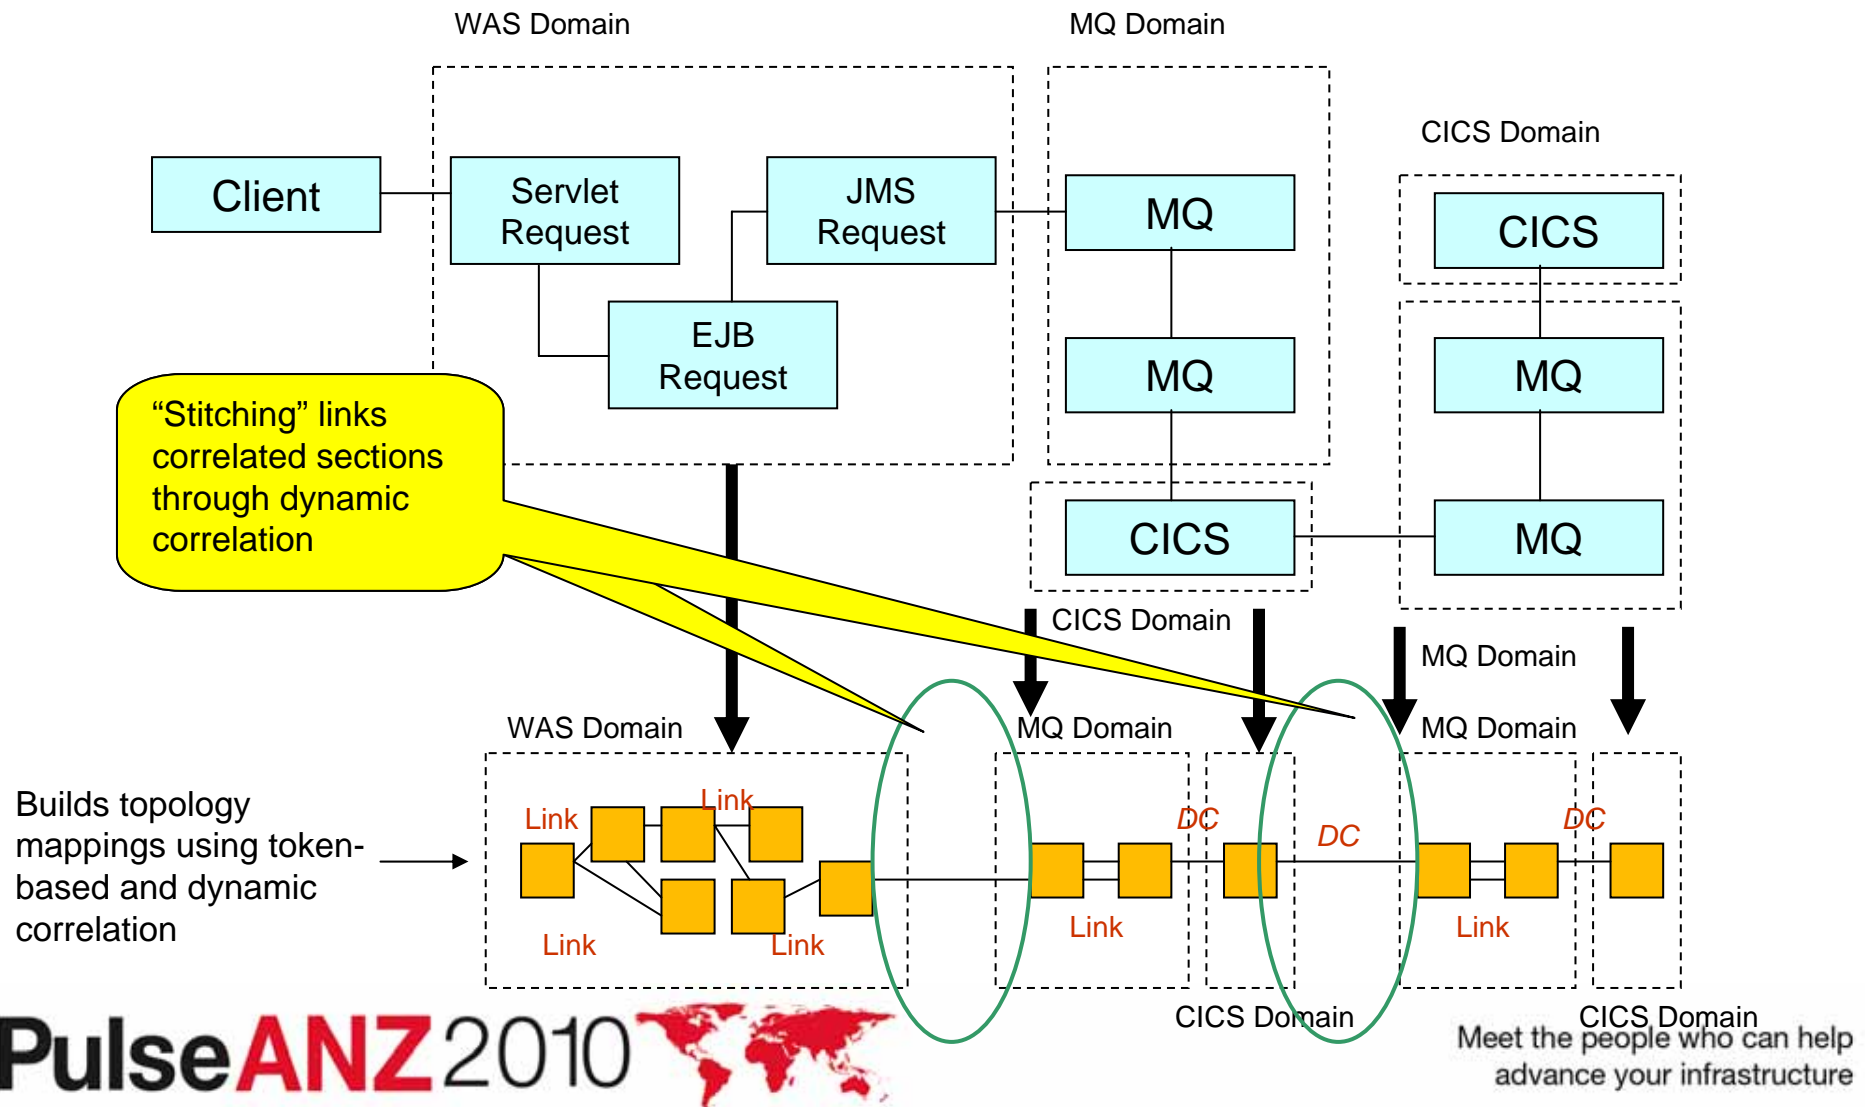 WAS Domain
MQ Domain
CICS Domain
Client
Servlet
Request
JMS
Request
MQ
CICS
EJB
Request
MQ
MQ
“Stitching” links
correlated sections
through dynamic
correlation
CICS
MQ
CICS Domain
MQ Domain
WAS Domain
MQ Domain
MQ Domain
Builds topology
mappings using token-
based and dynamic
correlation
Link
Link
DC
DC
DC
Link
Link
Link
Link
CICS Domain
CICS Domain
PulseANZ2010
Meet the people who can help
advance your infrastructure